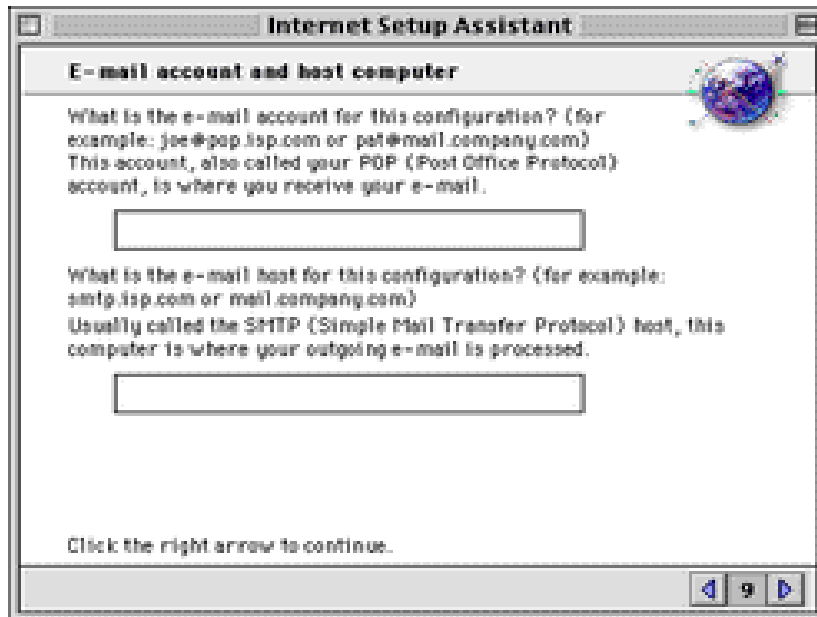 Internet Setup Assistant
E-mail account and host computer
What is the e-mail account for this configuration? (for
example: joe@pop.isp.com or pat@mail.company.com)
This account, also called your POP (Post Office Protocol)
account, is where you receive your e-mail.
What is the e-mail host for this configuration? (for example:
smtp.isp.com or mail.company.com)
Usually called the SMTP (Simple Mail Transfer Protocol) host, this
computer is where your outgoing e-mail is processed.
Click the right arrow to continue.
9